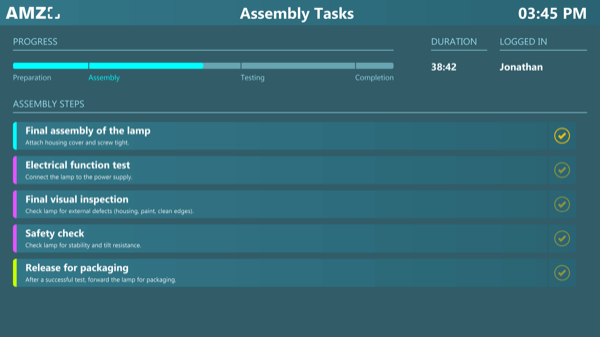 AMZ
Assembly Tasks
03:45 PM
PROGRESS
DURATION
LOGGED IN
38:42
Jonathan
Preparation
Assembly
Testing
Completion
ASSEMBLY STEPS
Final assembly of the lamp
Attach housing cover and screw tight.
Electrical function test
Connect the lamp to the power supply.
Final visual inspection
Check lamp for external defects (housing, paint, clean edges).
Safety check
Check lamp for stability and tilt resistance.
Release for packaging
After a successful test, forward the lamp for packaging.